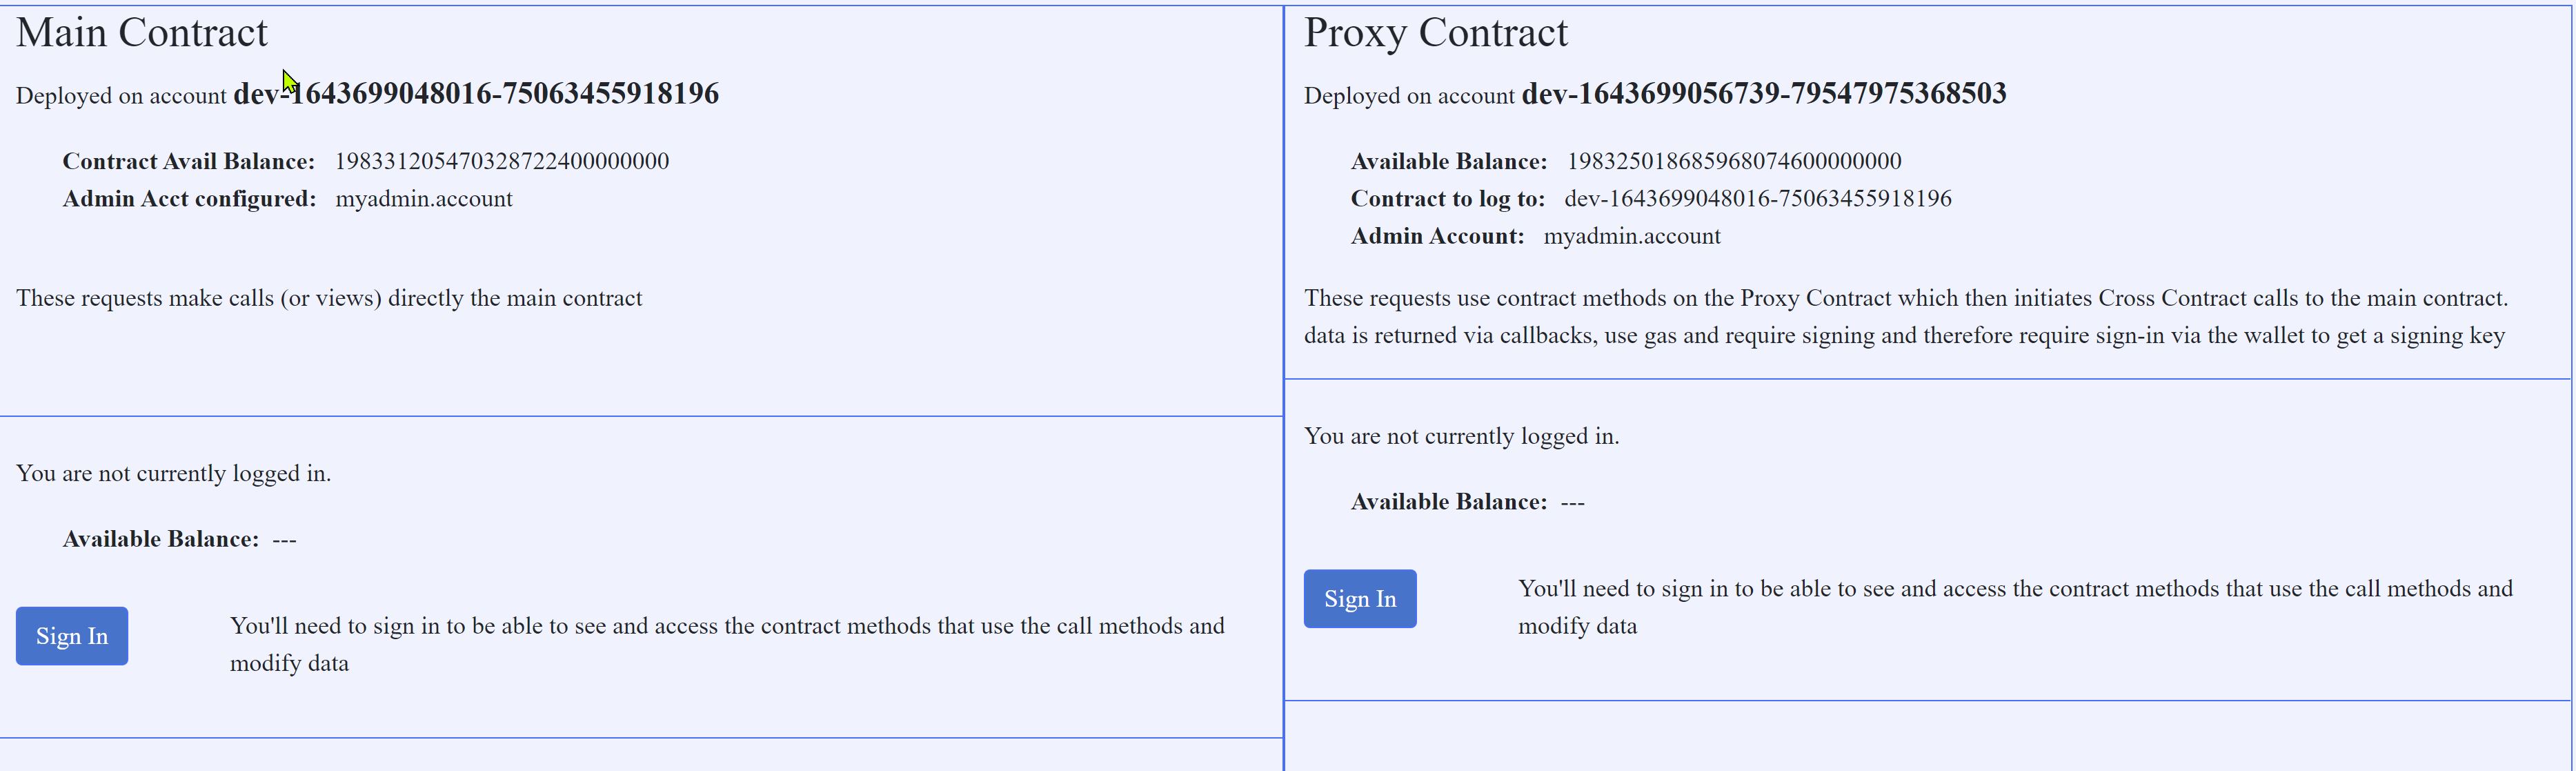 Main Contract
Deployed on account dev-1643699048016-75063455918196
Contract Avail Balance: 198331205470328722400000000
Admin Acct configured: myadmin.account
These requests make calls (or views) directly the main contract
You are not currently logged in.
Available Balance: ---
Sign In
You'll need to sign in to be able to see and access the contract methods that use the call methods and
modify data
Proxy Contract
Deployed on account dev-1643699056739-79547975368503
Available Balance: 198325018685968074600000000
Contract to log to: dev-1643699048016-75063455918196
Admin Account: myadmin.account
These requests use contract methods on the Proxy Contract which then initiates Cross Contract calls to the main contract.
data is returned via callbacks, use gas and require signing and therefore require sign-in via the wallet to get a signing key
You are not currently logged in.
Available Balance: ---
Sign In
You'll need to sign in to be able to see and access the contract methods that use the call methods and
modify data